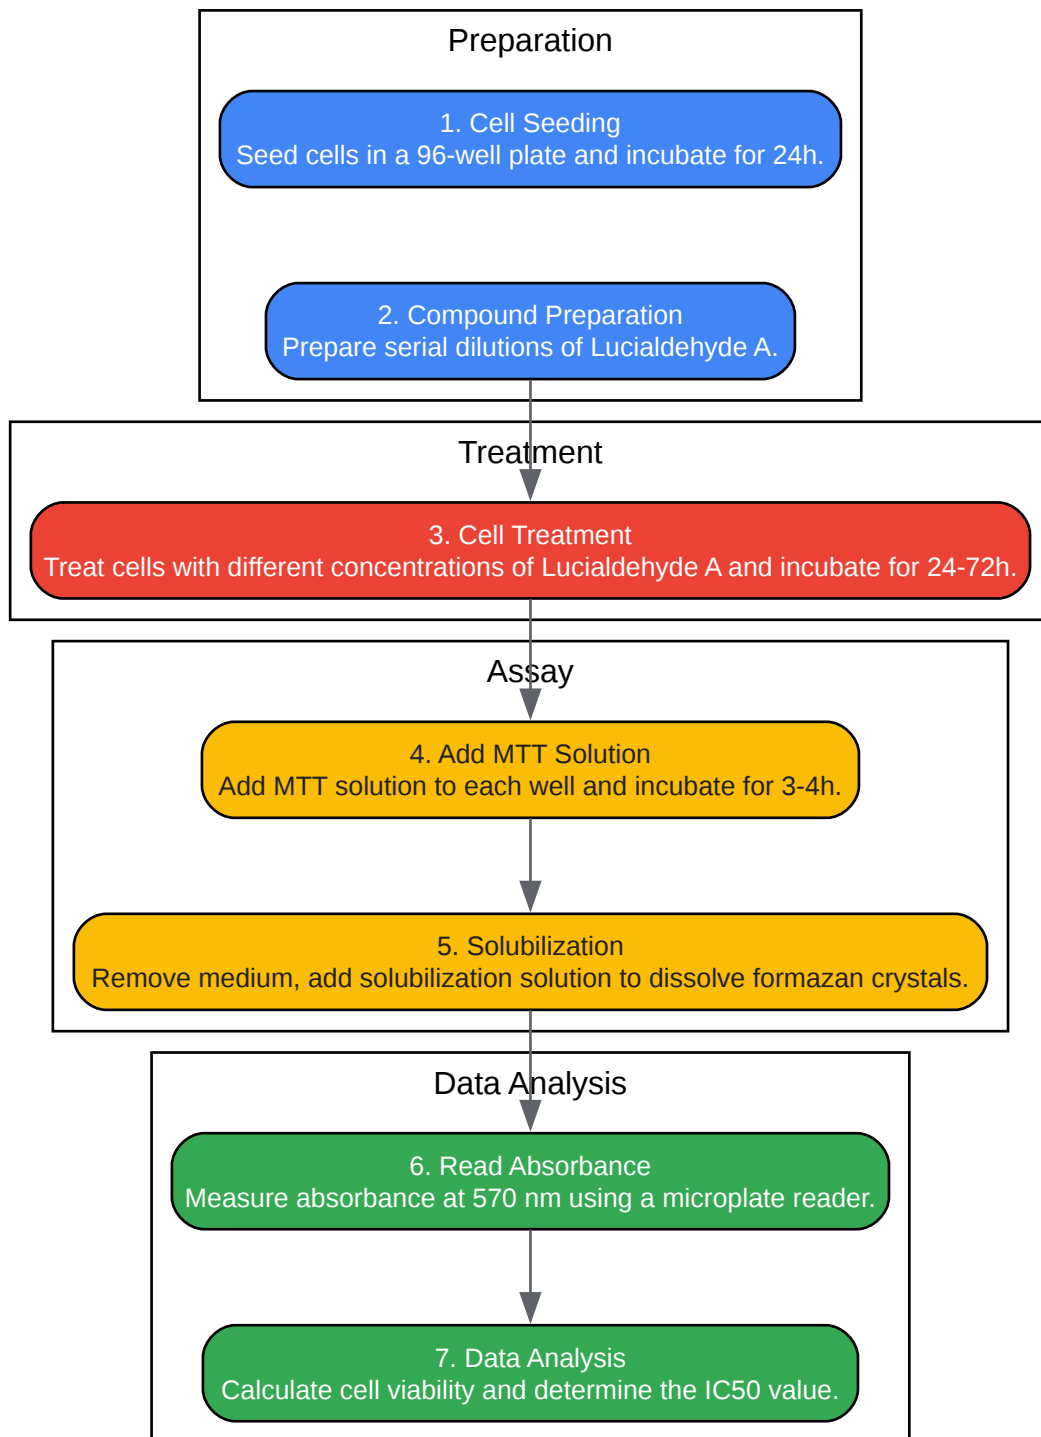 Preparation
1. Cell Seeding
Seed cells in a 96-well plate and incubate for 24h.
2. Compound Preparation
Prepare serial dilutions of Lucialdehyde A.
Treatment
3. Cell Treatment
Treat cells with different concentrations of Lucialdehyde A and incubate for 24-72h.
Assay
4. Add MTT Solution
Add MTT solution to each well and incubate for 3-4h.
5. Solubilization
Remove medium, add solubilization solution to dissolve formazan crystals.
Data Analysis
6. Read Absorbance
Measure absorbance at 570 nm using a microplate reader.
7. Data Analysis
Calculate cell viability and determine the IC50 value.